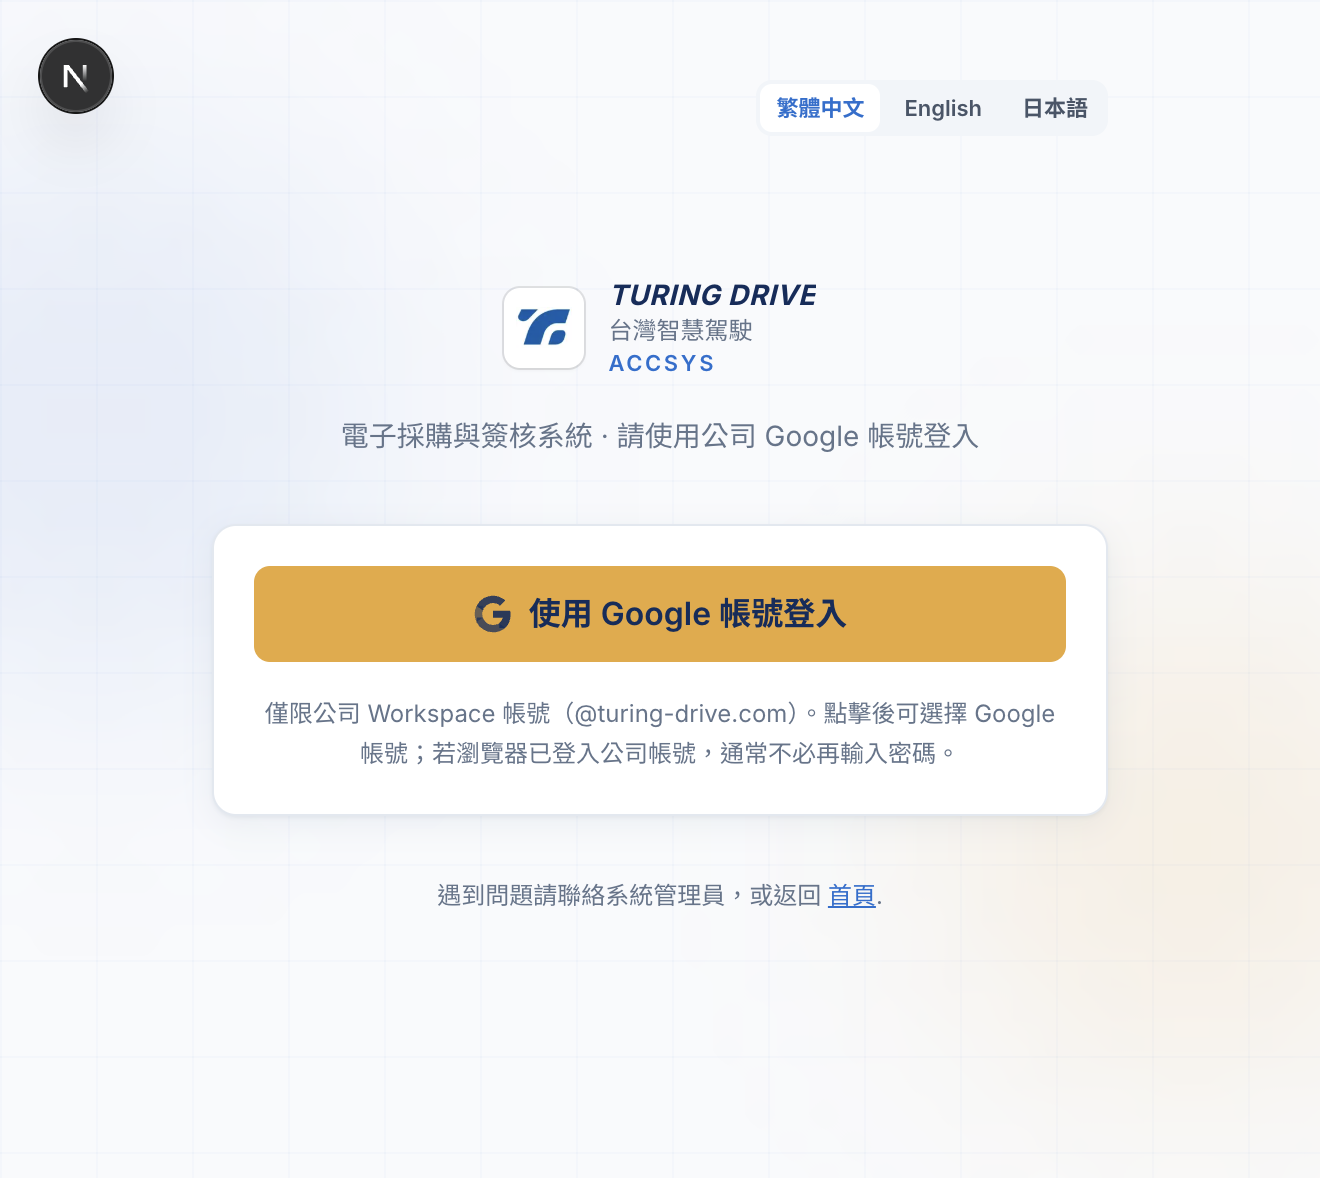 N
繁體中文 English 日本語
TURING DRIVE
台灣智慧駕駛
ACCSYS
電子採購與簽核系統 · 請使用公司 Google 帳號登入
G 使用 Google 帳號登入
僅限公司 Workspace 帳號（@turing-drive.com）。點擊後可選擇 Google
帳號；若瀏覽器已登入公司帳號，通常不必再輸入密碼。
遇到問題請聯絡系統管理員，或返回 首頁.